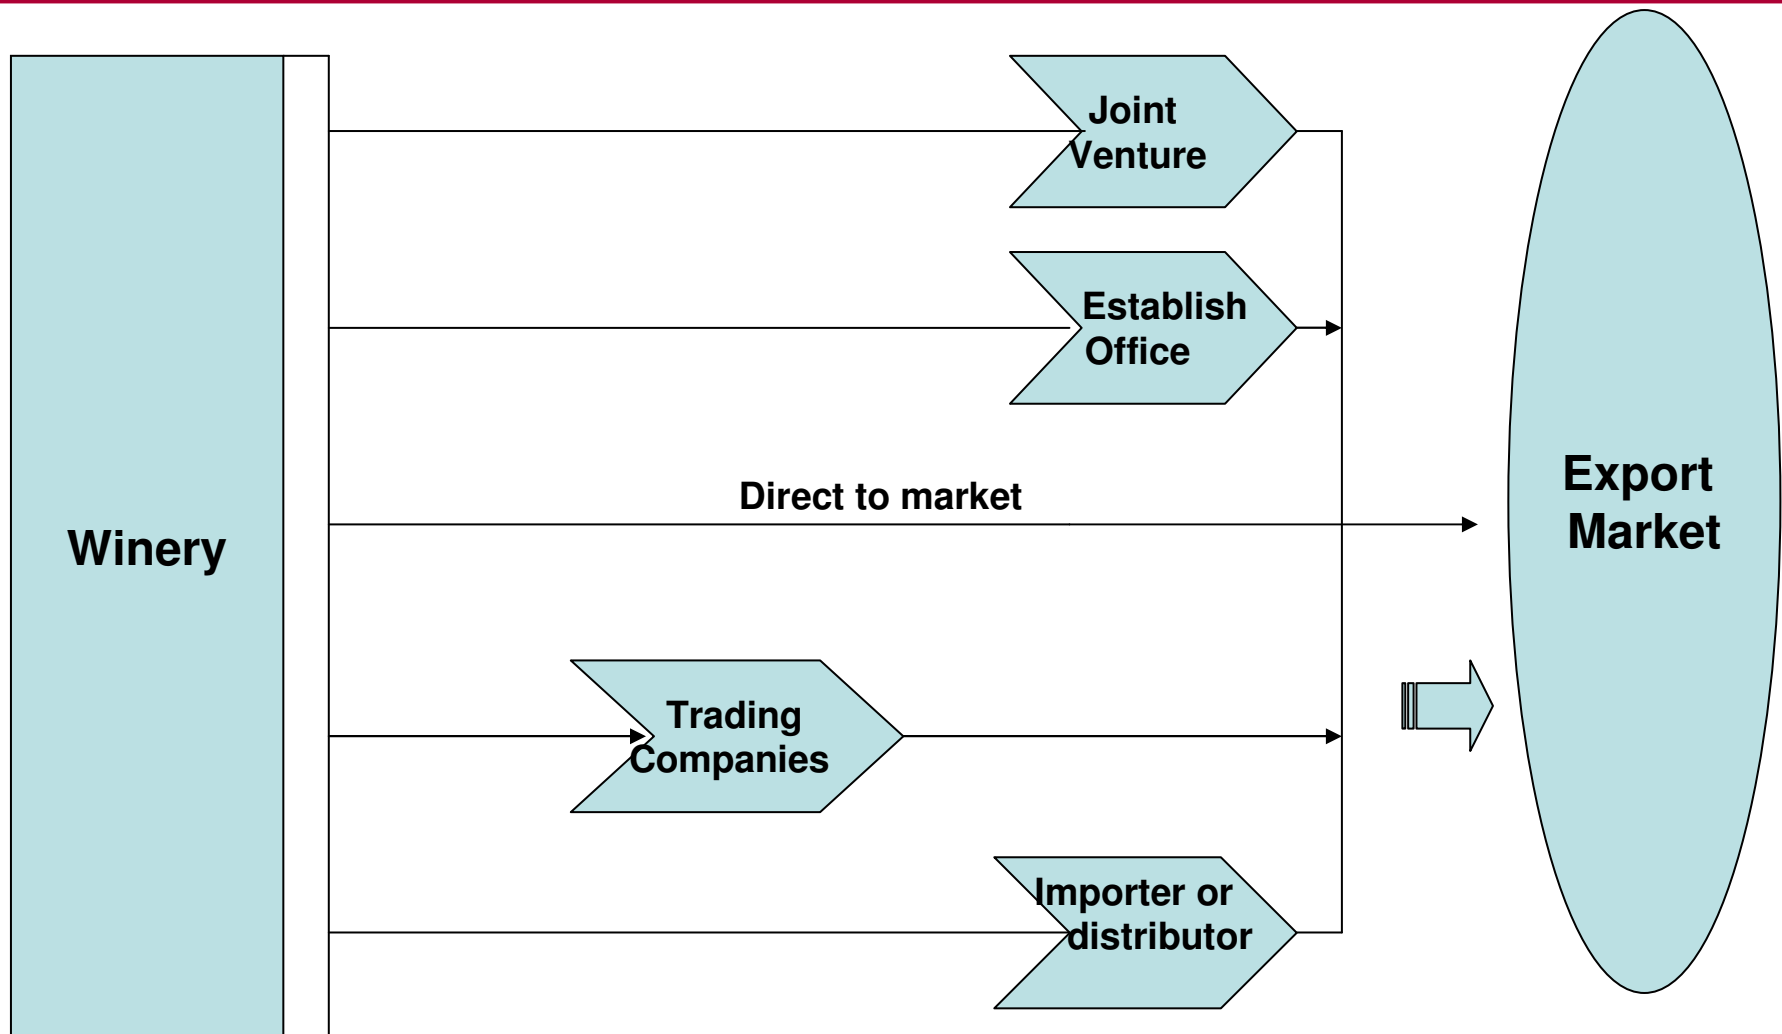 Joint
Venture
Establish
Office
Direct to market
Winery
Export
Market
Trading
Companies
Importer or
distributor